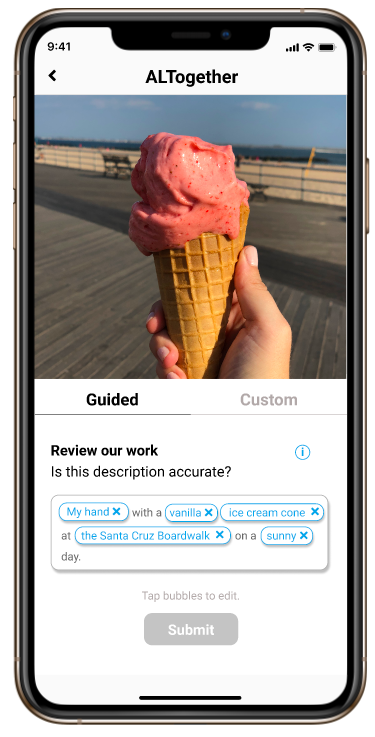 9:41
ALTogether
Guided Custom
Review our work
Is this description accurate?
My hand with a vanilla ice cream cone
at the Santa Cruz Boardwalk on a sunny
day.
Tap bubbles to edit.
Submit